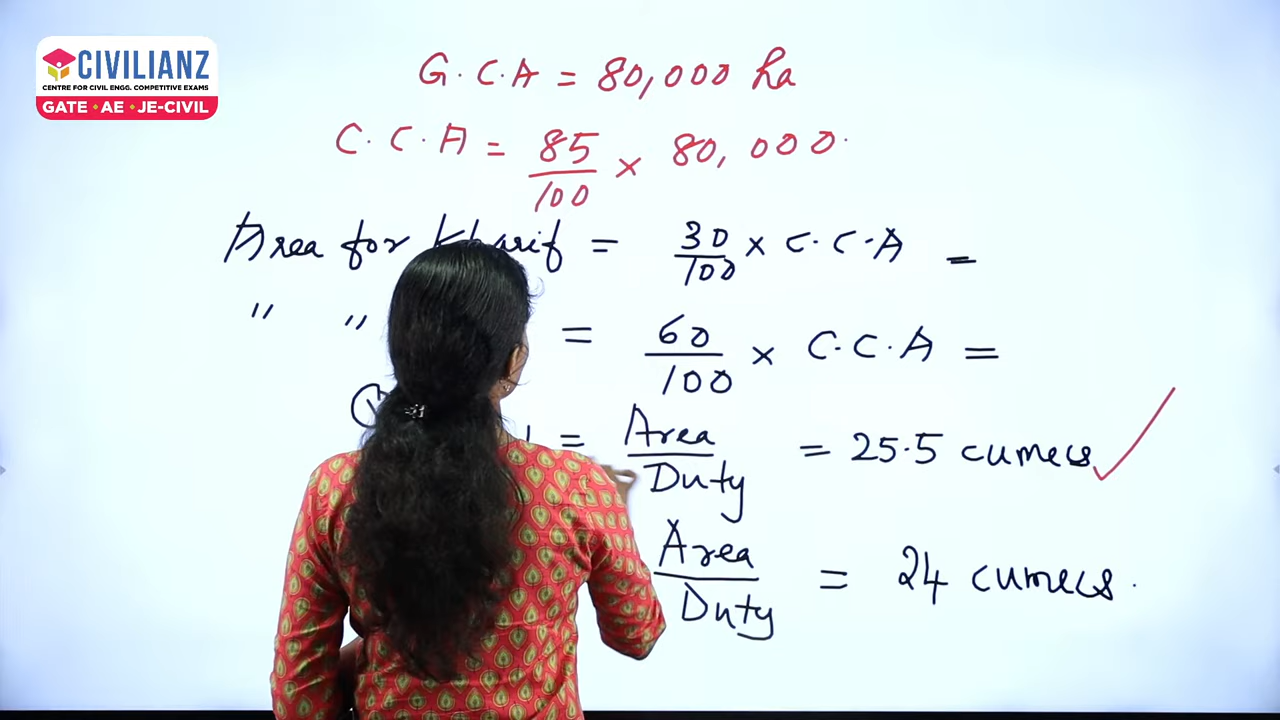 CIVILIANZ
CENTRE FOR CIVIL ENGG. COMPETITIVE EXAMS
GATE • AE • JE-CIVIL
G.C.A = 80,000 ha
C.C.A = 85/100 × 80,000.
Area for Kharif = 30/100 × C.C.A =
" " = 60/100 × C.C.A =
= Area/Duty = 25.5 cumecs ✓
Area/Duty = 24 cumecs.